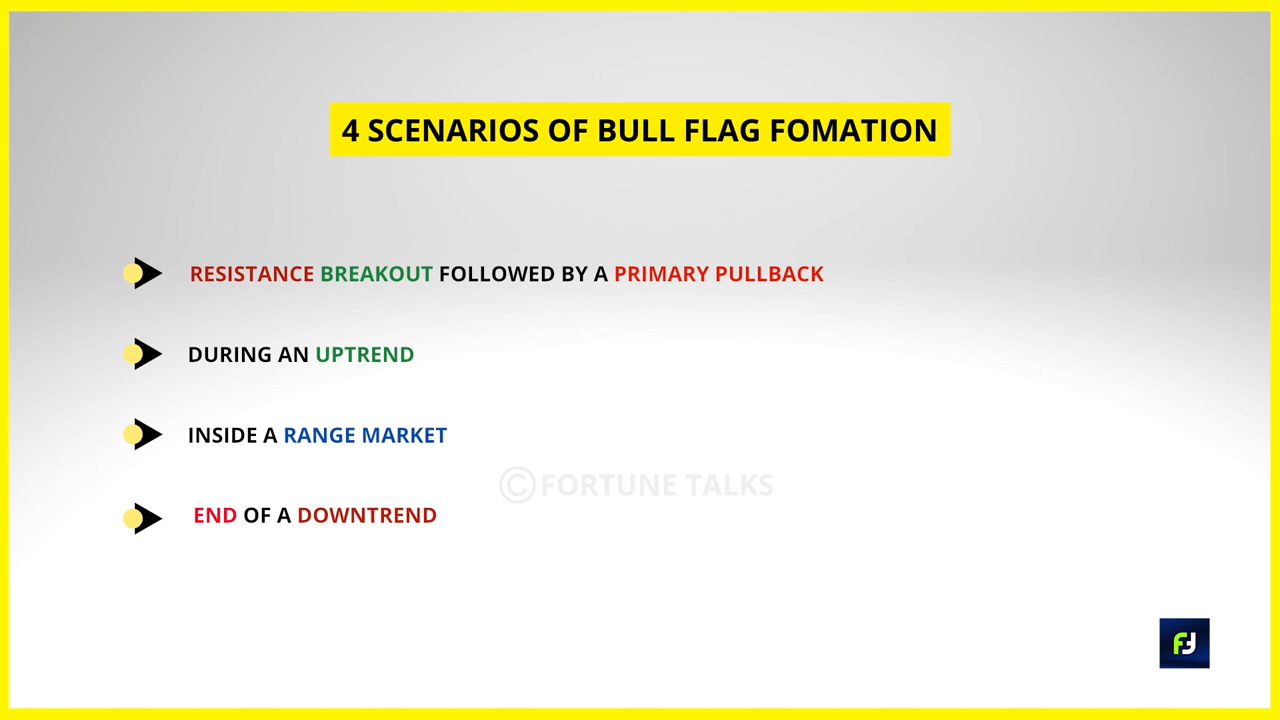 4 SCENARIOS OF BULL FLAG FOMATION
RESISTANCE BREAKOUT FOLLOWED BY A PRIMARY PULLBACK
DURING AN UPTREND
INSIDE A RANGE MARKET
©FORTUNE TALKS
END OF A DOWNTREND